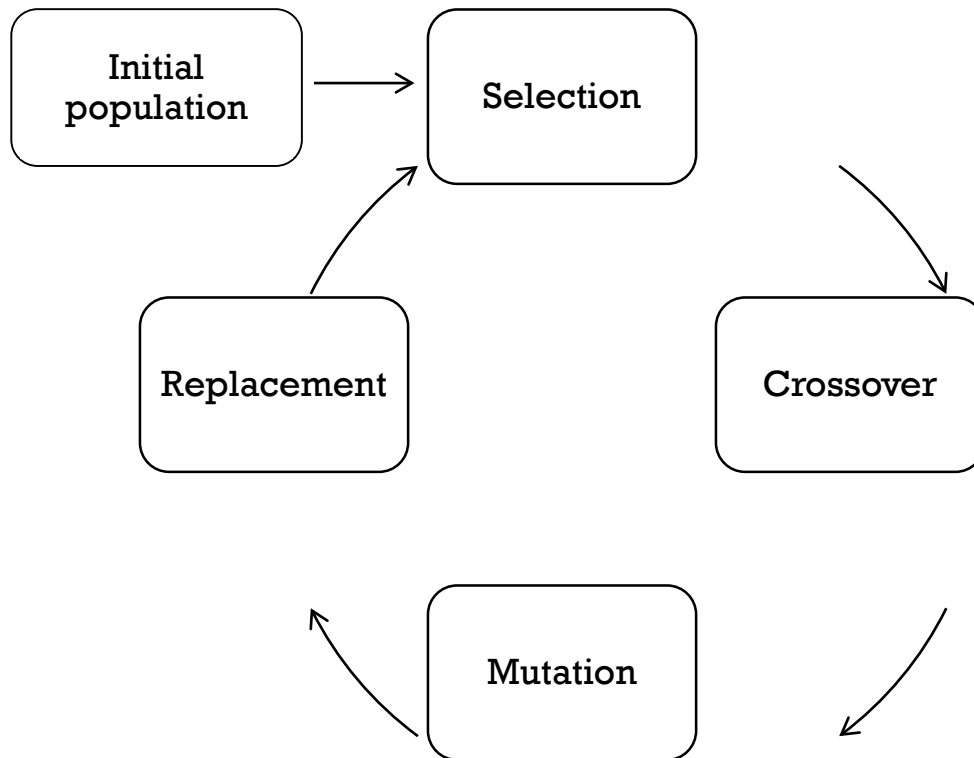 Initial
population
Selection
Replacement
Crossover
Mutation